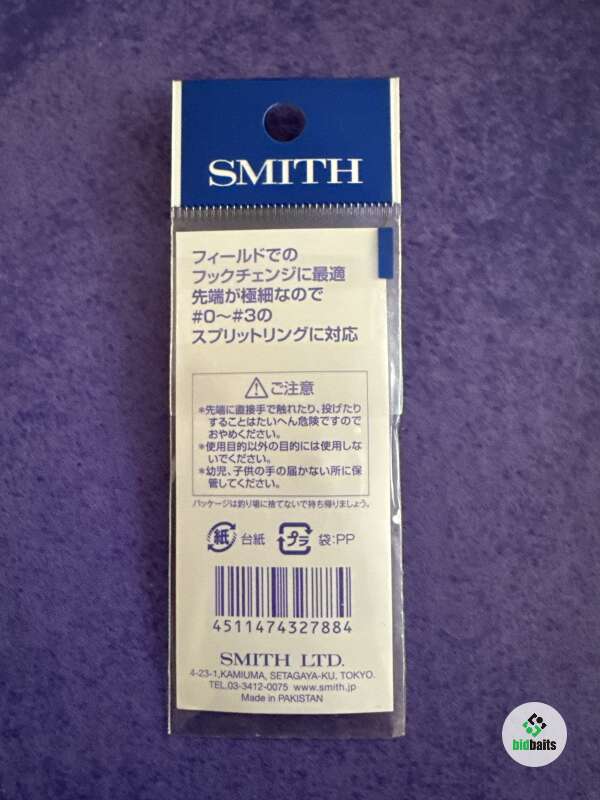 SMITH
フィールドでの
フックチェンジに最適
先端が極細なので
#0〜#3の
スプリットリングに対応
ご注意
*先端に直接手で触れたり、投げたり
することはたいへん危険ですので
おやめください。
*使用目的以外の目的には使用しな
いでください。
*幼児、子供の手の届かない所に保
管してください。
パッケージは釣り場に捨てないで持ち帰りましょう。
紙 台紙 プラ 袋:PP
4511474327884
SMITH LTD.
4-23-1,KAMIUMA, SETAGAYA-KU, TOKYO.
TEL.03-3412-0075 www.smith.jp
Made in PAKISTAN
bidbaits